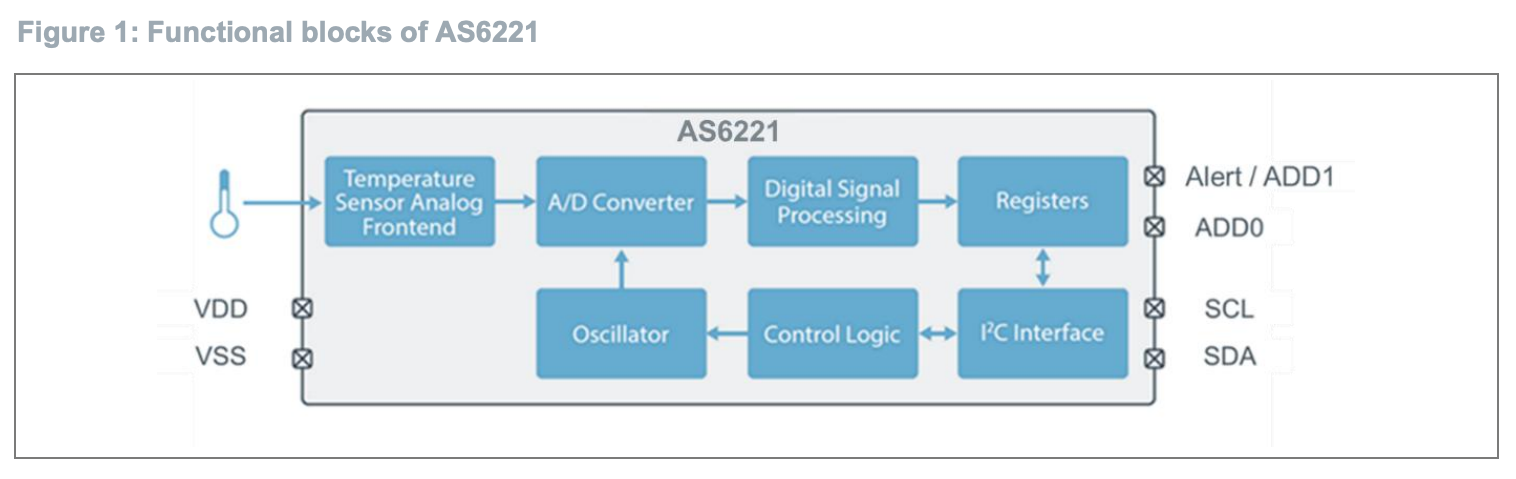 Figure 1: Functional blocks of AS6221
AS6221
Temperature
Sensor Analog
Frontend
A/D Converter
Digital Signal
Processing
Registers
Alert / ADD1
ADD0
VDD
VSS
Oscillator
Control Logic
I²C Interface
SCL
SDA